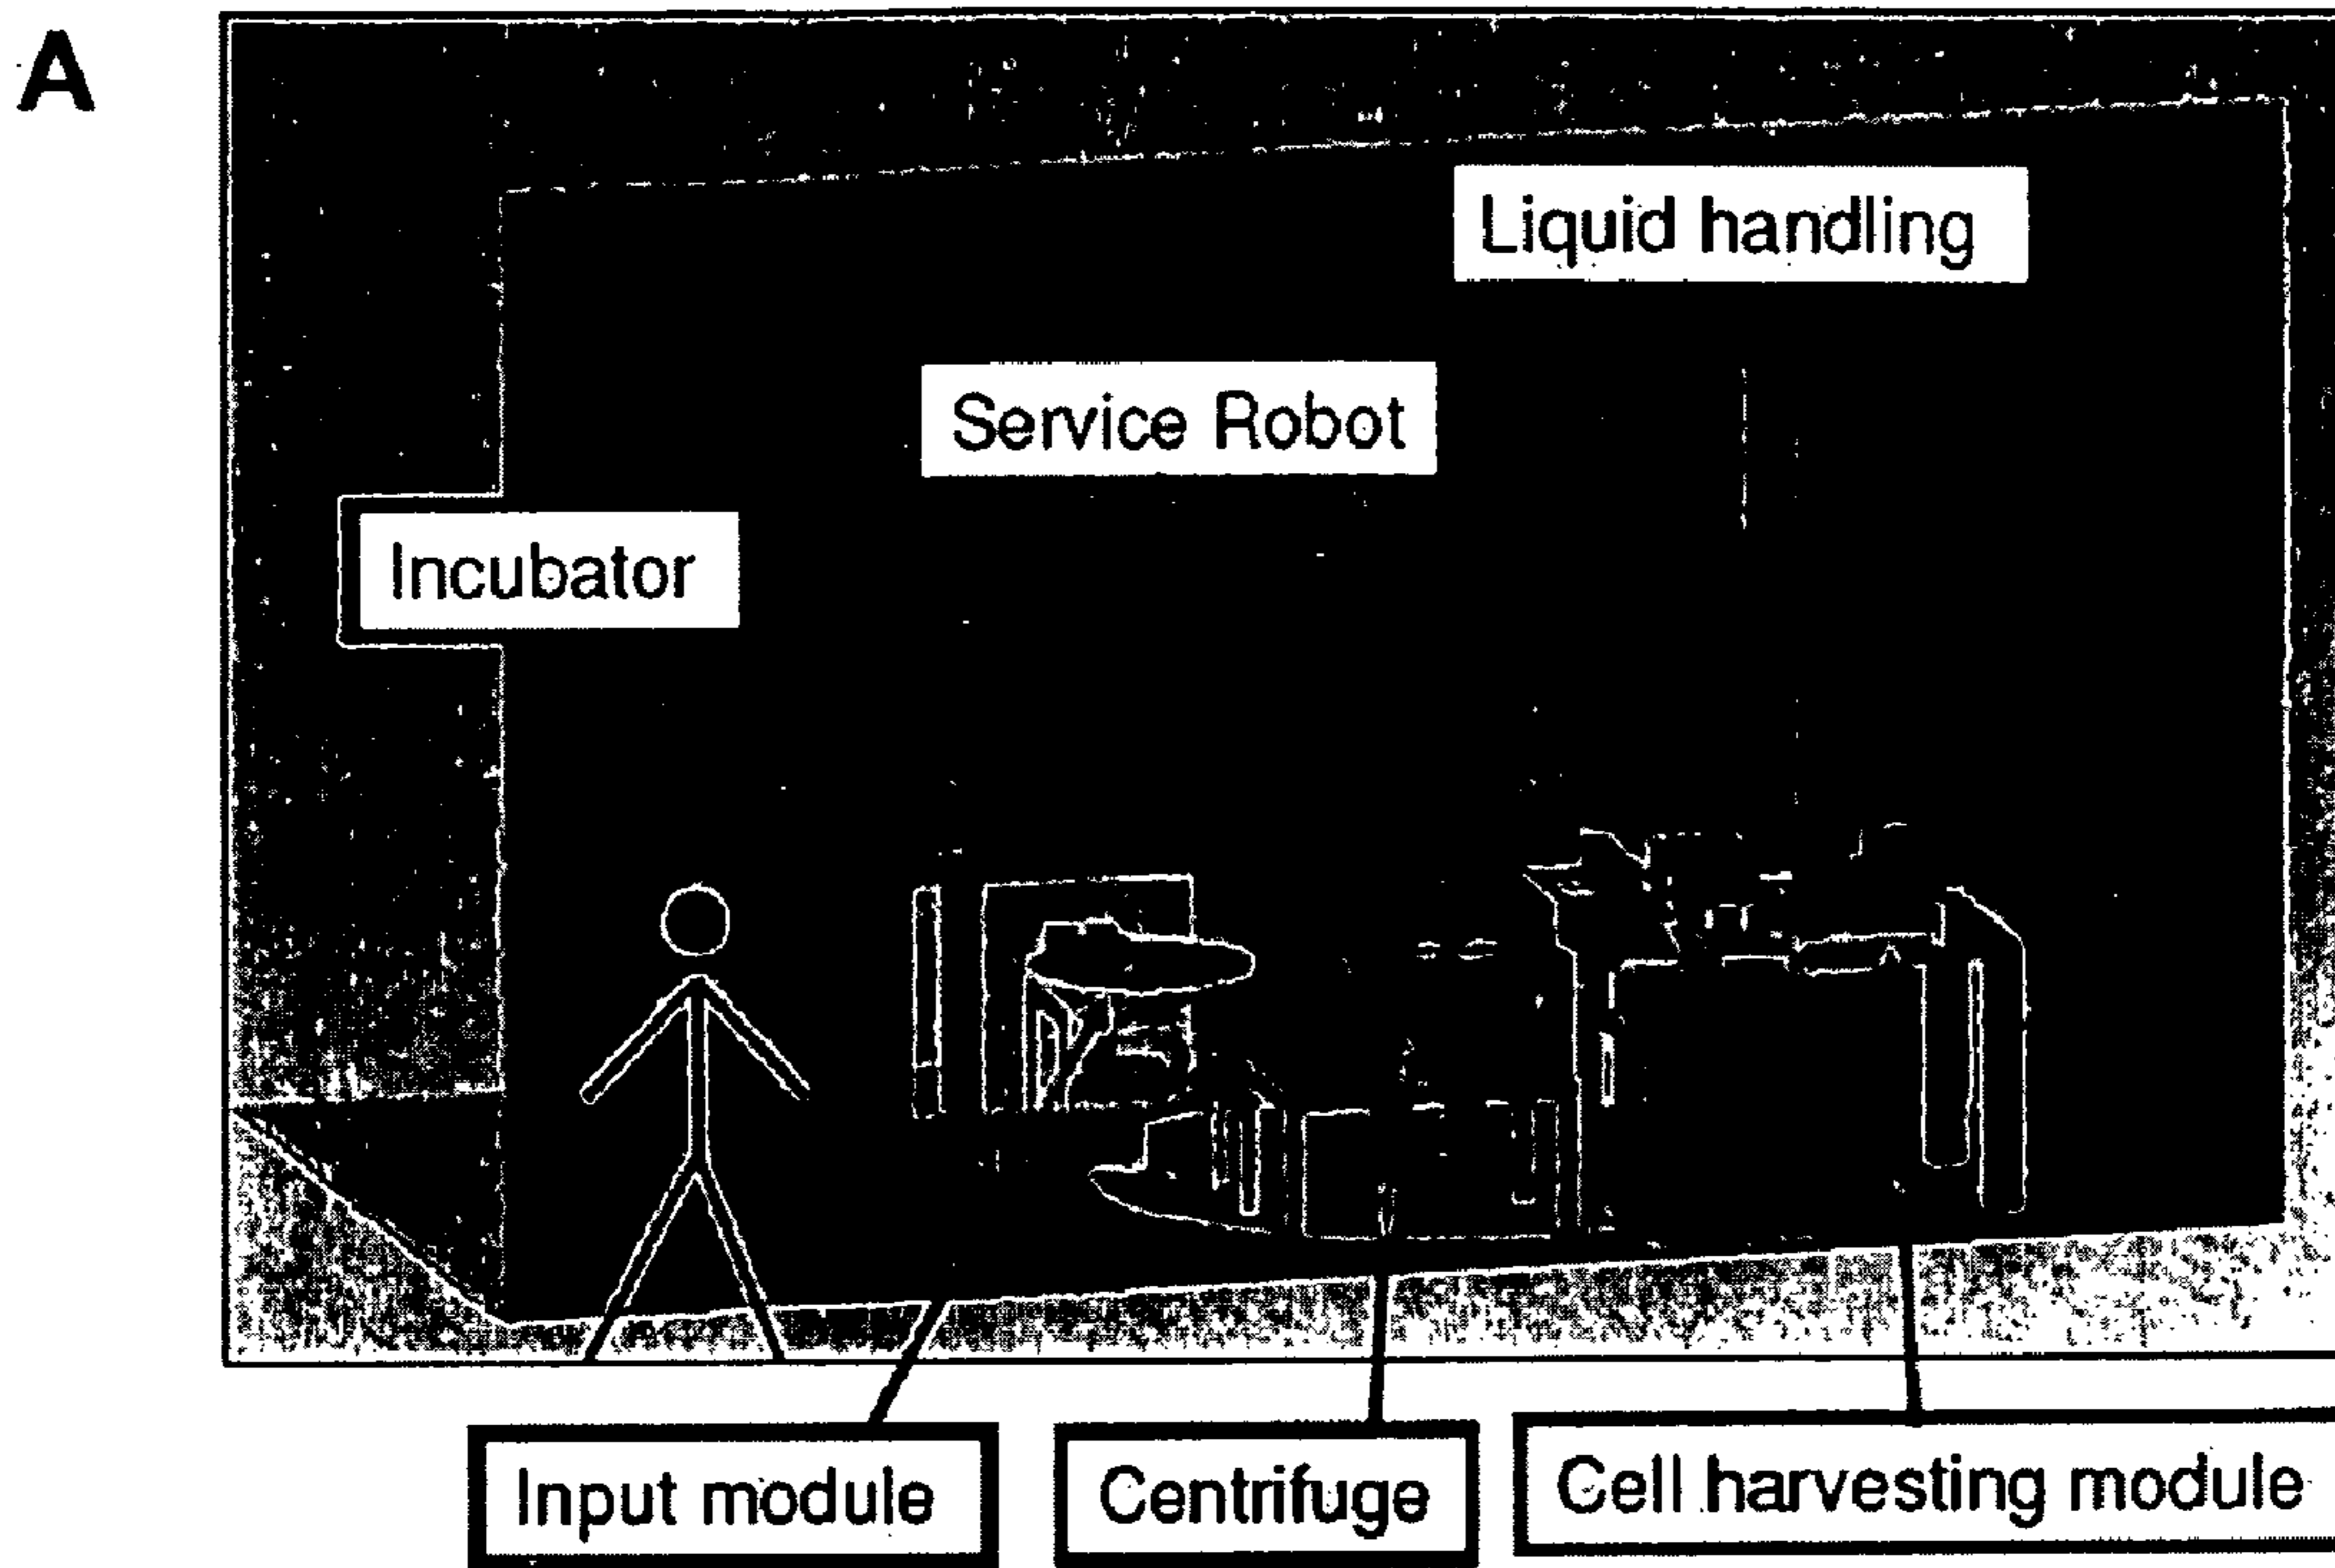 A
Liquid handling
Service Robot
Incubator
Input module
Centrifuge
Cell harvesting module